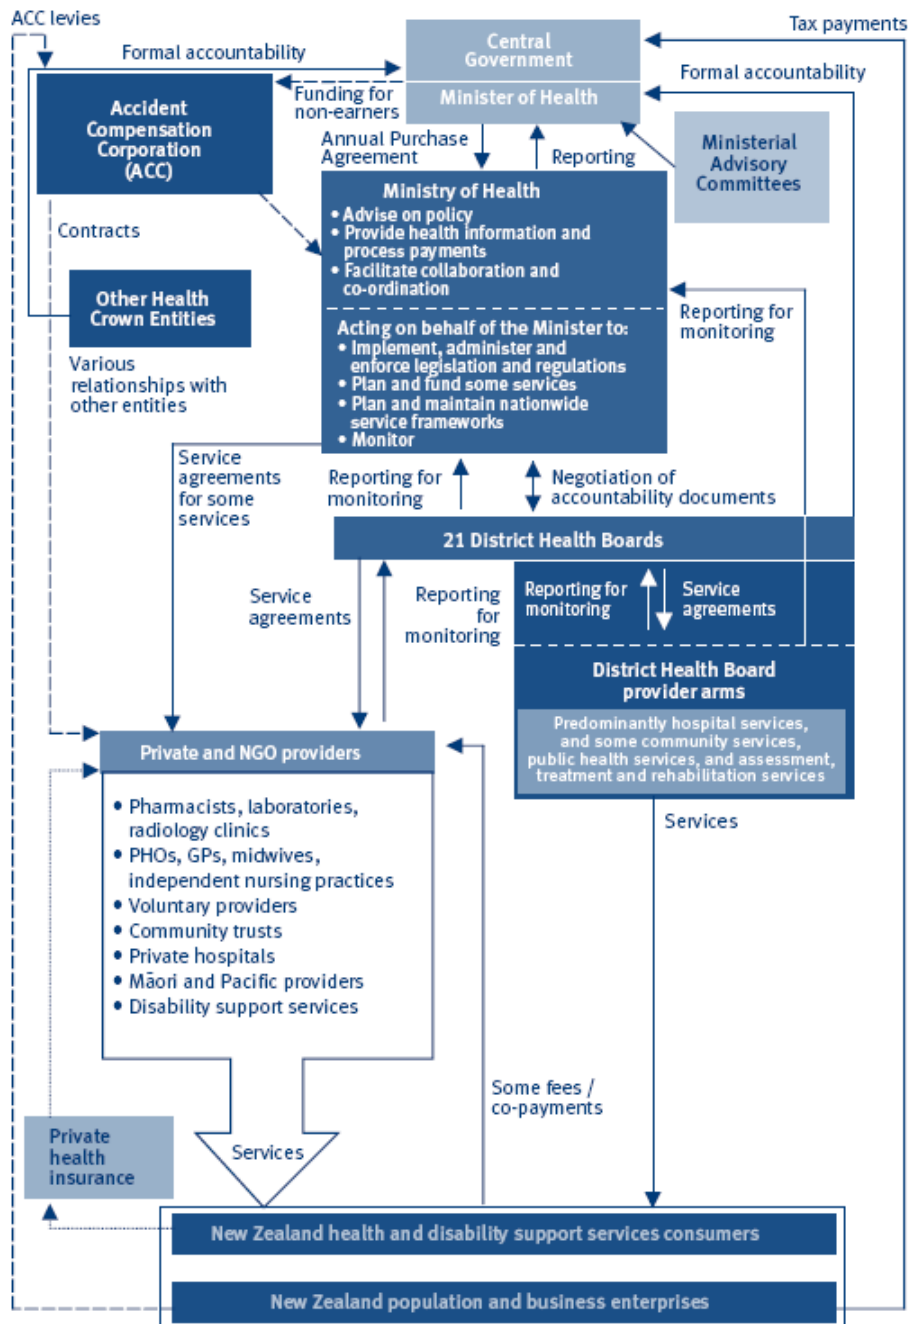 ACC levies
Tax payments
Formal accountability
Central
Government
Minister of Health
Formal accountability
Funding for
non-earners
Accident
Compensation
Corporation
(ACC)
Annual Purchase
Agreement
Reporting
Ministerial
Advisory
Committees
Ministry of Health
• Advise on policy
• Provide health information and
process payments
• Facilitate collaboration and
co-ordination
Contracts
Other Health
Crown Entities
Reporting for
monitoring
Acting on behalf of the Minister to:
• Implement, administer and
enforce legislation and regulations
• Plan and fund some services
• Plan and maintain nationwide
service frameworks
• Monitor
Various
relationships with
other entities
Service
agreements
for some
services
Reporting for
monitoring
Negotiation of
accountability documents
21 District Health Boards
Service
agreements
Reporting
for
monitoring
Reporting for
monitoring
Service
agreements
District Health Board
provider arms
Predominantly hospital services,
and some community services,
public health services, and assessment,
treatment and rehabilitation services
Private and NGO providers
• Pharmacists, laboratories,
radiology clinics
• PHOs, GPs, midwives,
independent nursing practices
• Voluntary providers
• Community trusts
• Private hospitals
• Māori and Pacific providers
• Disability support services
Services
Some fees /
co-payments
Private
health
insurance
Services
New Zealand health and disability support services consumers
New Zealand population and business enterprises